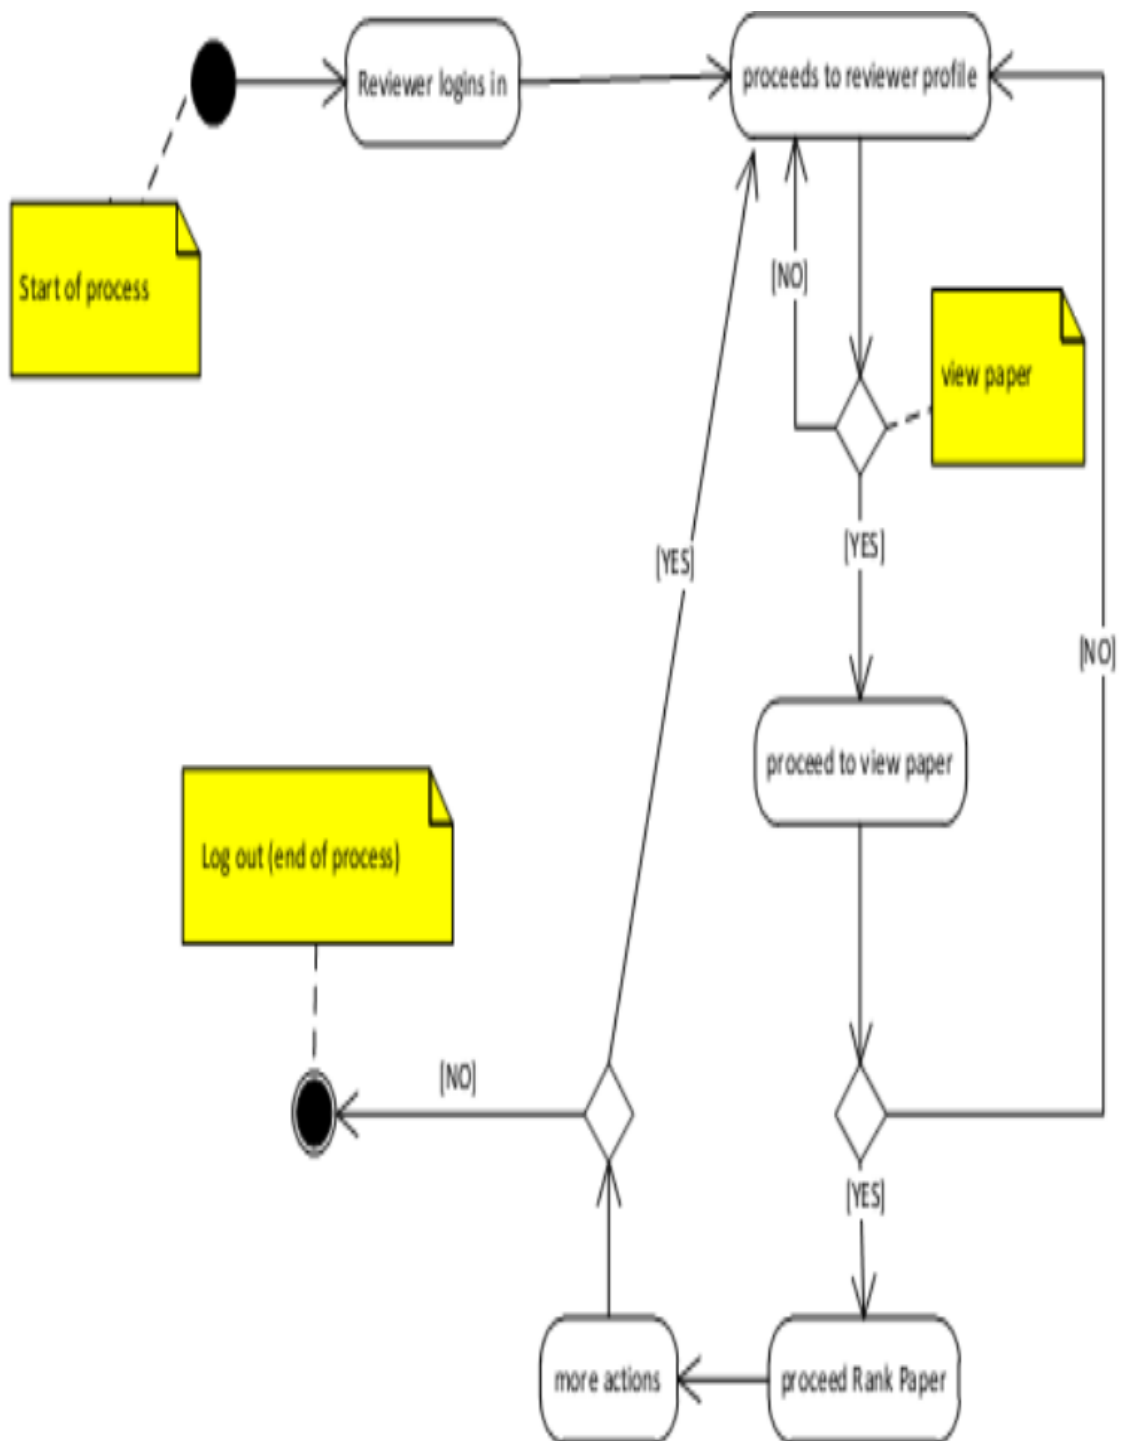 Reviewer logins in
proceeds to reviewer profile
Start of process
[NO]
view paper
[YES]
[YES]
[NO]
proceed to view paper
Log out (end of process)
[NO]
[YES]
more actions
proceed Rank Paper